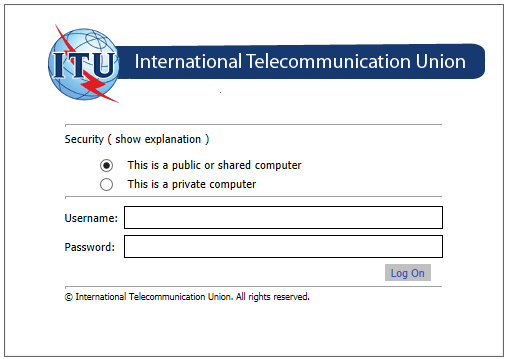 ITU
International Telecommunication Union
Security ( show explanation )
This is a public or shared computer
This is a private computer
Username:
Password:
Log On
© International Telecommunication Union. All rights reserved.